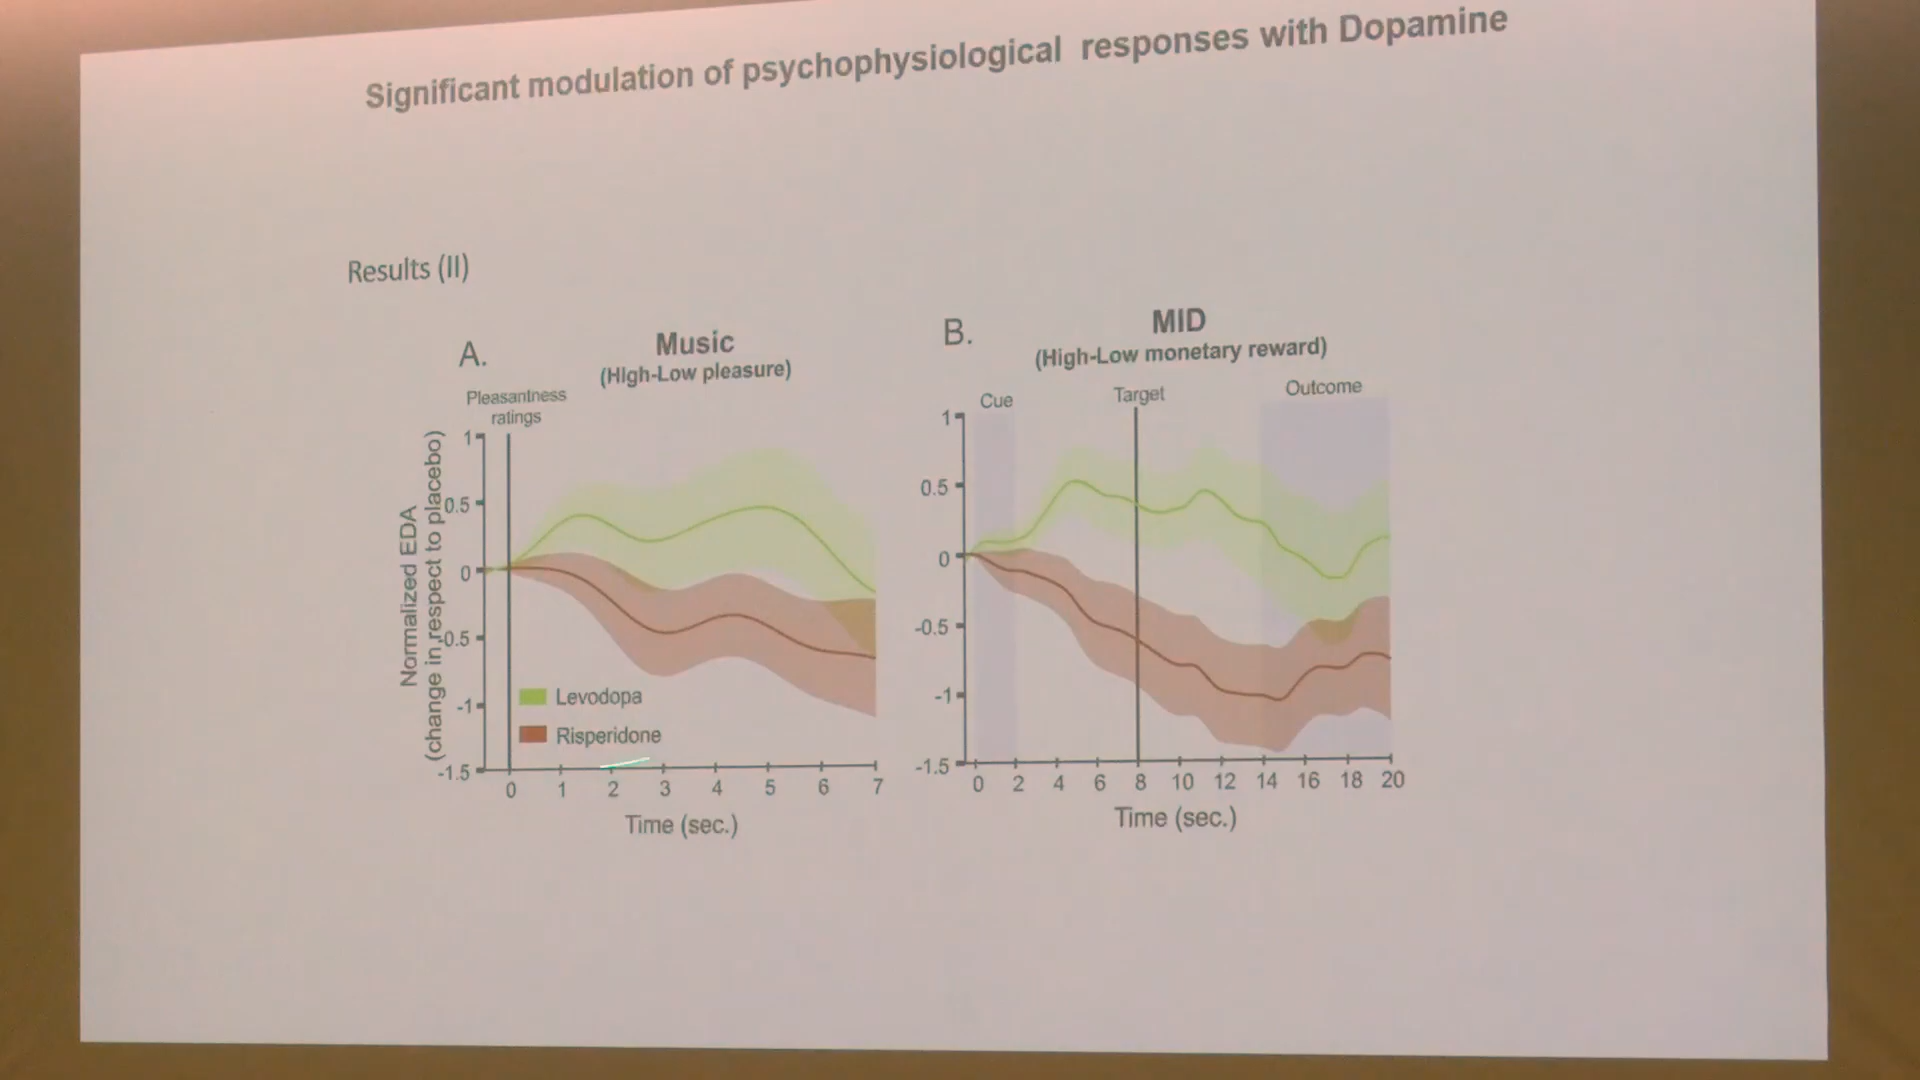 Significant modulation of psychophysiological responses with Dopamine
Results (II)
A.
Music
(High-Low pleasure)
Pleasantness
ratings
Normalized EDA
(change in respect to placebo)
1
0.5
0
-0.5
-1
-1.5
Levodopa
Risperidone
0 1 2 3 4 5 6 7
Time (sec.)
B.
MID
(High-Low monetary reward)
Cue Target Outcome
1
0.5
0
-0.5
-1
-1.5
0 2 4 6 8 10 12 14 16 18 20
Time (sec.)